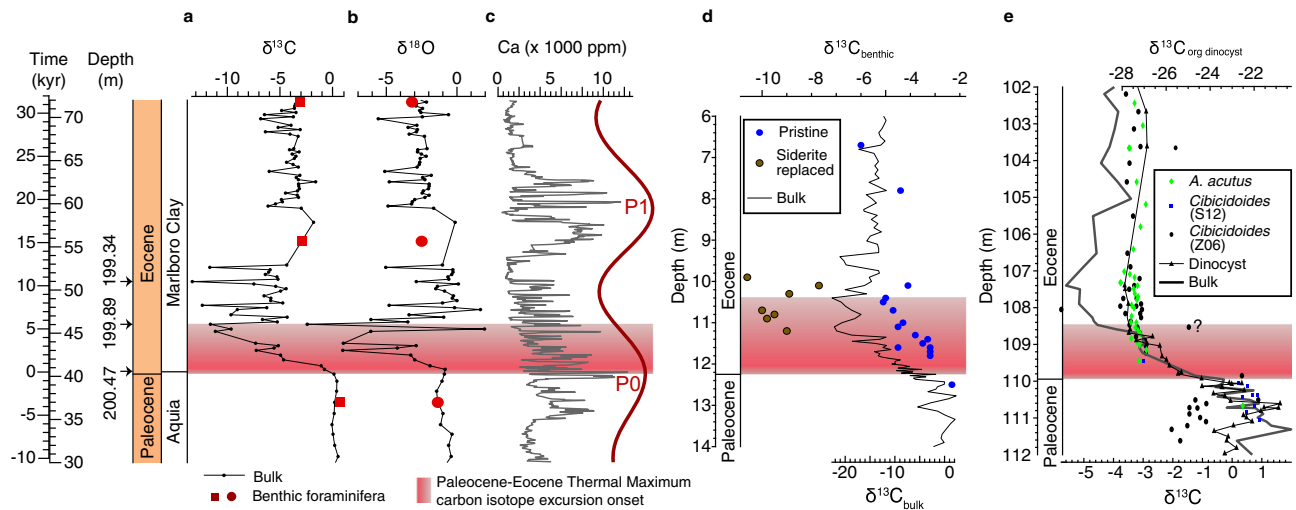 a
b
c
d
e
δ13C
δ18O
Ca (x 1000 ppm)
δ13Cbenthic
δ13Corg dinocyst
Time
(kyr)
Depth
(m)
-10 -5 0 5
-5 0
0 5 10
-10 -8 -6 -4 -2
-28 -26 -24 -22
30
25
20
15
10
5
0
-5
-10
70
65
60
55
50
45
40
35
30
199.34
199.89
200.47
Eocene
Paleocene
Marlboro Clay
Aquia
P1
P0
Bulk
Benthic foraminifera
Paleocene-Eocene Thermal Maximum
carbon isotope excursion onset
Depth (m)
6
7
8
9
10
11
12
13
14
Eocene
Paleocene
Pristine
Siderite
replaced
Bulk
-20 -10 0
δ13Cbulk
Depth (m)
102
103
104
105
106
107
108
109
110
111
112
Eocene
Paleocene
A. acutus
Cibicidoides
(S12)
Cibicidoides
(Z06)
Dinocyst
Bulk
?
-5 -4 -3 -2 -1 0 1
δ13C